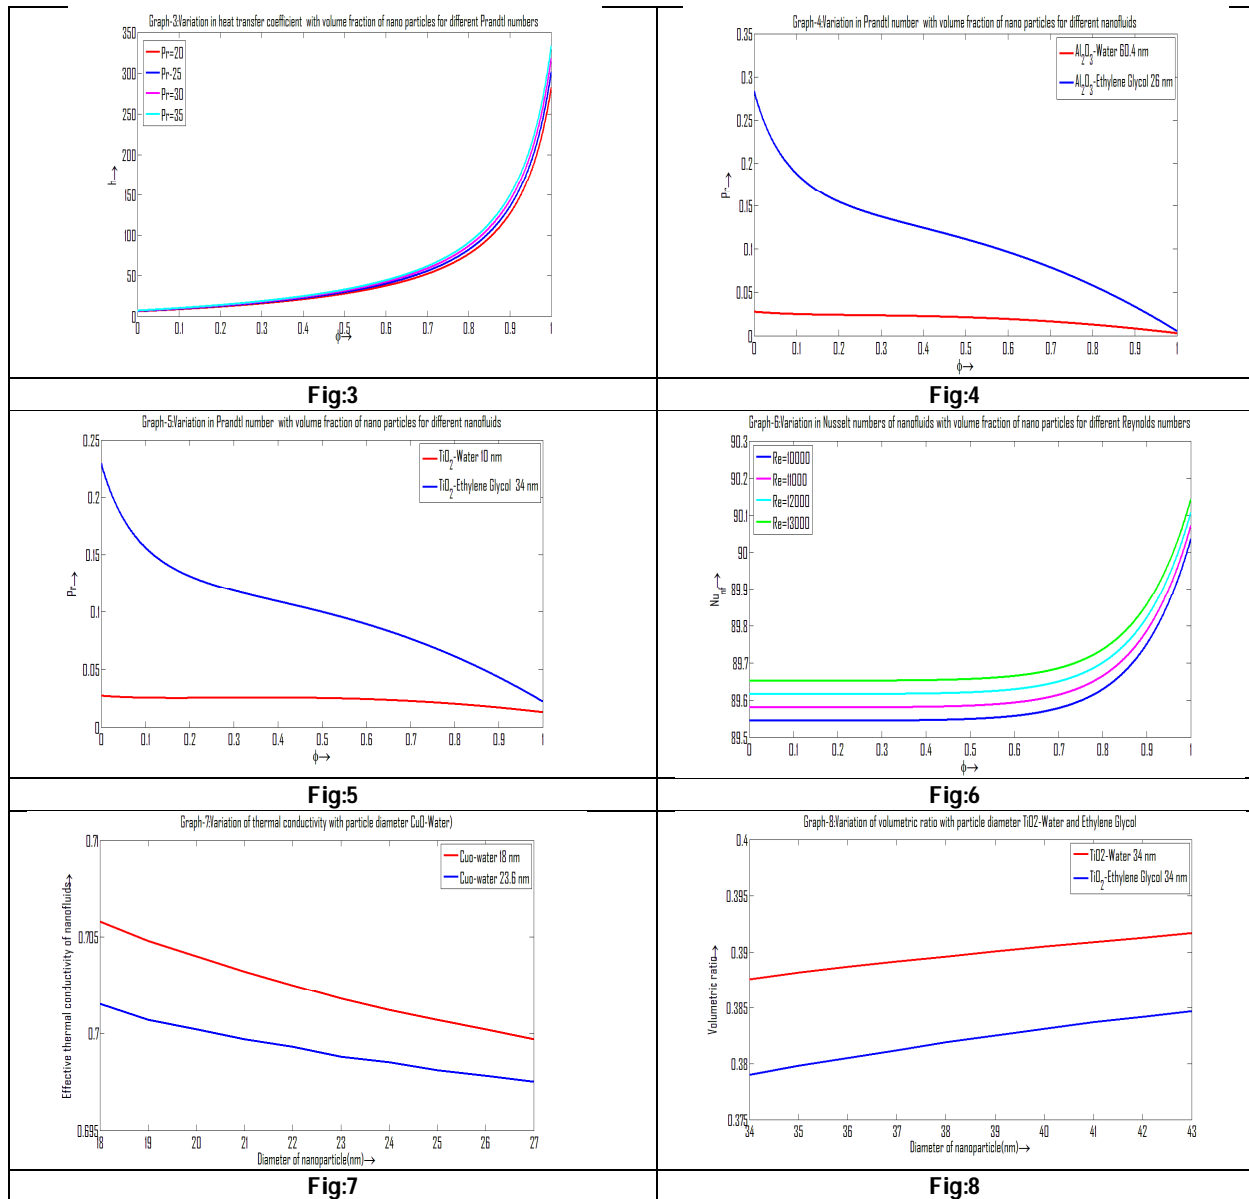 Graph-3:Variation in heat transfer coefficient with volume fraction of nano particles for different Prandtl numbers
350
300
250
200
150
100
50
0
h→
Pr=20
Pr-25
Pr=30
Pr=35
0 0.1 0.2 0.3 0.4 0.5 0.6 0.7 0.8 0.9 1
ϕ→
Fig:3
Graph-4:Variation in Prandtl number with volume fraction of nano particles for different nanofluids
0.35
0.3
0.25
0.2
0.15
0.1
0.05
0
Pr→
Al2O3-Water 60.4 nm
Al2O3-Ethylene Glycol 26 nm
0 0.1 0.2 0.3 0.4 0.5 0.6 0.7 0.8 0.9 1
ϕ→
Fig:4
Graph-5:Variation in Prandtl number with volume fraction of nano particles for different nanofluids
0.25
0.2
0.15
0.1
0.05
0
Pr→
TiO2-Water 10 nm
TiO2-Ethylene Glycol 34 nm
0 0.1 0.2 0.3 0.4 0.5 0.6 0.7 0.8 0.9 1
ϕ→
Fig:5
Graph-6:Variation in Nusselt numbers of nanofluids with volume fraction of nano particles for different Reynolds numbers
90.3
90.2
90.1
90
89.9
89.8
89.7
89.6
89.5
Nu nf→
Re=10000
Re=11000
Re=12000
Re=13000
0 0.1 0.2 0.3 0.4 0.5 0.6 0.7 0.8 0.9 1
ϕ→
Fig:6
Graph-7:Variation of thermal conductivity with particle diameter CuO-Water)
0.71
0.705
0.7
0.695
Effective thermal conductivity of nanofluids→
Cuo-water 18 nm
Cuo-water 23.6 nm
18 19 20 21 22 23 24 25 26 27
Diameter of nanoparticle(nm)→
Fig:7
Graph-8:Variation of volumetric ratio with particle diameter TiO2-Water and Ethylene Glycol
0.4
0.395
0.39
0.385
0.38
0.375
Volumetric ratio→
TiO2-Water 34 nm
TiO2-Ethylene Glycol 34 nm
34 35 36 37 38 39 40 41 42 43
Diameter of nanoparticle(nm)→
Fig:8